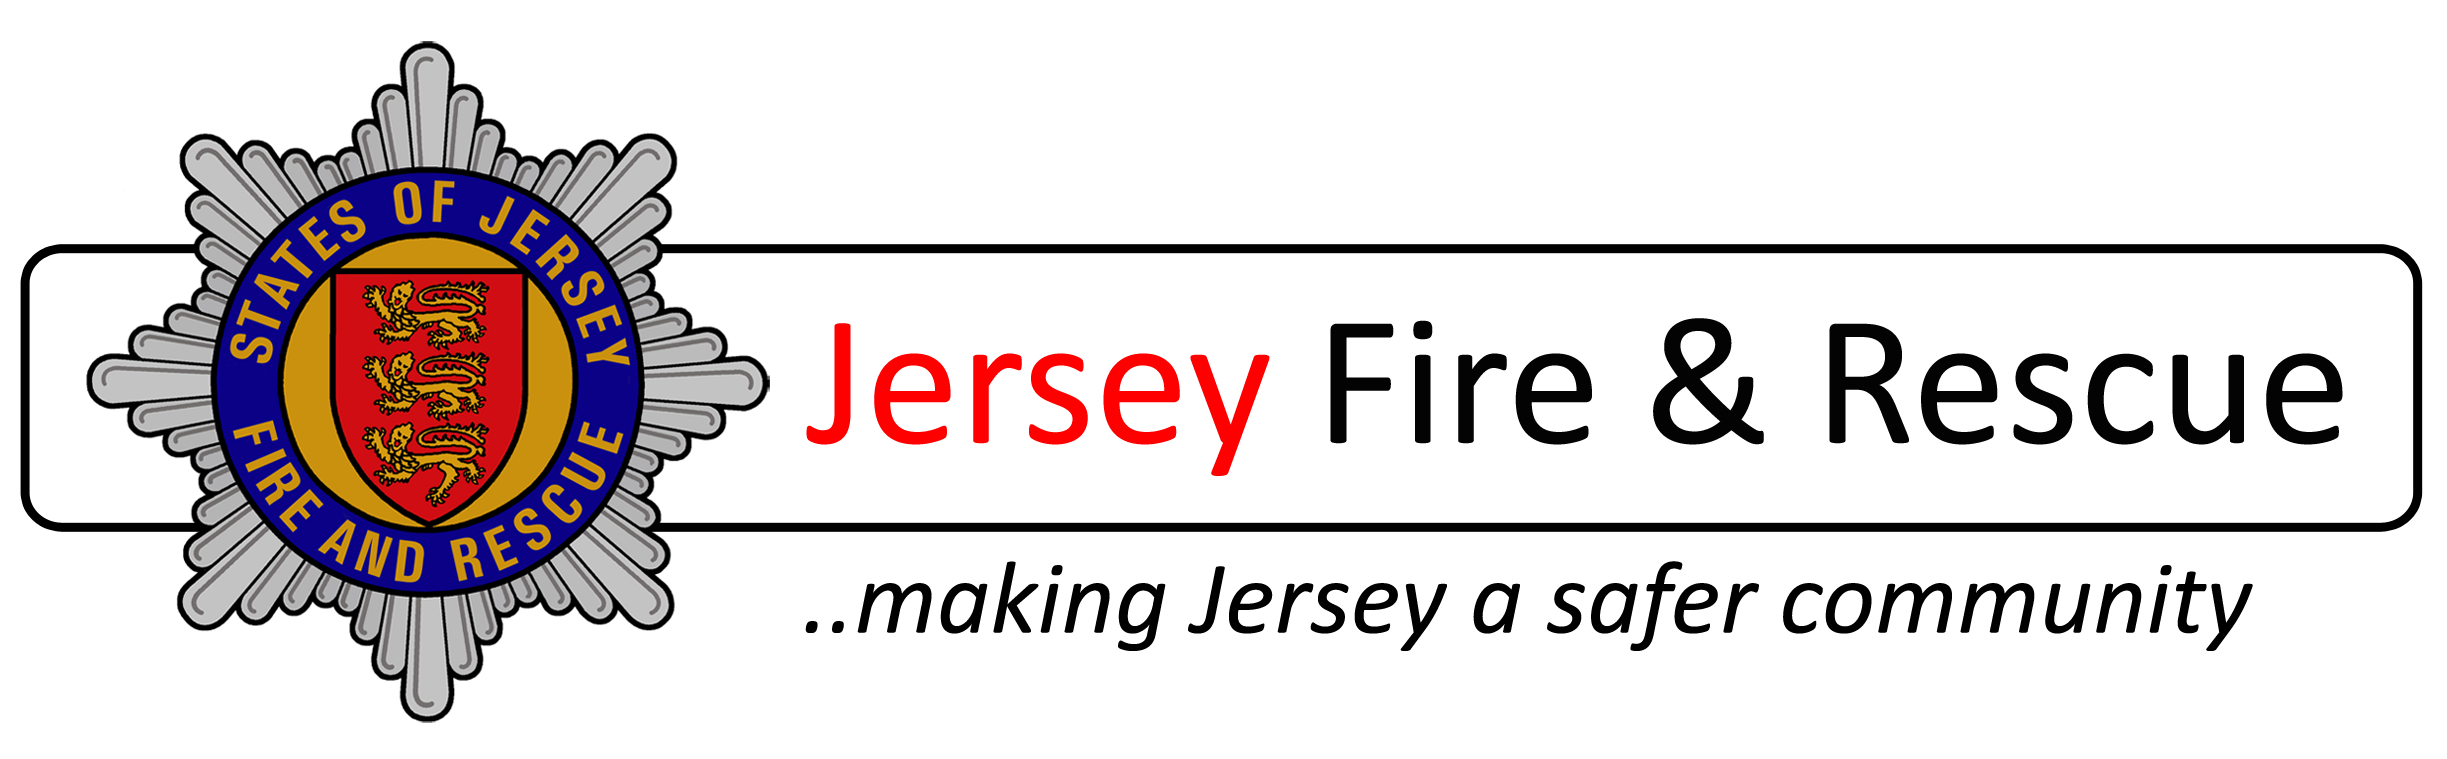 STATES OF JERSEY
FIRE AND RESCUE
Jersey Fire & Rescue
..making Jersey a safer community